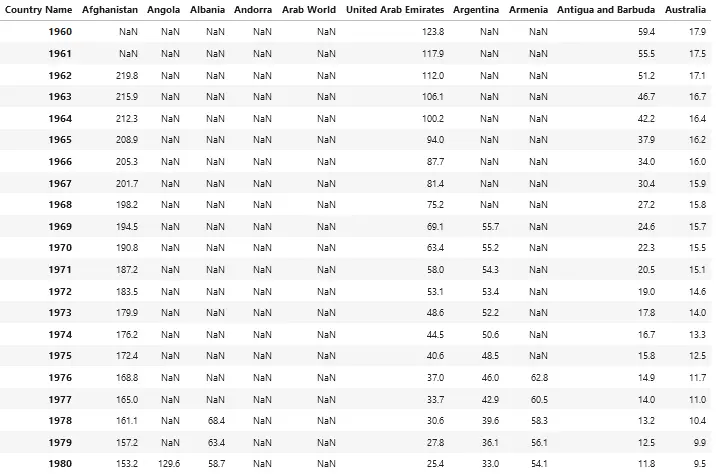 Country Name Afghanistan Angola Albania Andorra Arab World United Arab Emirates Argentina Armenia Antigua and Barbuda Australia
1960 NaN NaN NaN NaN NaN 123.8 NaN NaN 59.4 17.9
1961 NaN NaN NaN NaN NaN 117.9 NaN NaN 55.5 17.5
1962 219.8 NaN NaN NaN NaN 112.0 NaN NaN 51.2 17.1
1963 215.9 NaN NaN NaN NaN 106.1 NaN NaN 46.7 16.7
1964 212.3 NaN NaN NaN NaN 100.2 NaN NaN 42.2 16.4
1965 208.9 NaN NaN NaN NaN 94.0 NaN NaN 37.9 16.2
1966 205.3 NaN NaN NaN NaN 87.7 NaN NaN 34.0 16.0
1967 201.7 NaN NaN NaN NaN 81.4 NaN NaN 30.4 15.9
1968 198.2 NaN NaN NaN NaN 75.2 NaN NaN 27.2 15.8
1969 194.5 NaN NaN NaN NaN 69.1 55.7 NaN 24.6 15.7
1970 190.8 NaN NaN NaN NaN 63.4 55.2 NaN 22.3 15.5
1971 187.2 NaN NaN NaN NaN 58.0 54.3 NaN 20.5 15.1
1972 183.5 NaN NaN NaN NaN 53.1 53.4 NaN 19.0 14.6
1973 179.9 NaN NaN NaN NaN 48.6 52.2 NaN 17.8 14.0
1974 176.2 NaN NaN NaN NaN 44.5 50.6 NaN 16.7 13.3
1975 172.4 NaN NaN NaN NaN 40.6 48.5 NaN 15.8 12.5
1976 168.8 NaN NaN NaN NaN 37.0 46.0 62.8 14.9 11.7
1977 165.0 NaN NaN NaN NaN 33.7 42.9 60.5 14.0 11.0
1978 161.1 NaN 68.4 NaN NaN 30.6 39.6 58.3 13.2 10.4
1979 157.2 NaN 63.4 NaN NaN 27.8 36.1 56.1 12.5 9.9
1980 153.2 129.6 58.7 NaN NaN 25.4 33.0 54.1 11.8 9.5